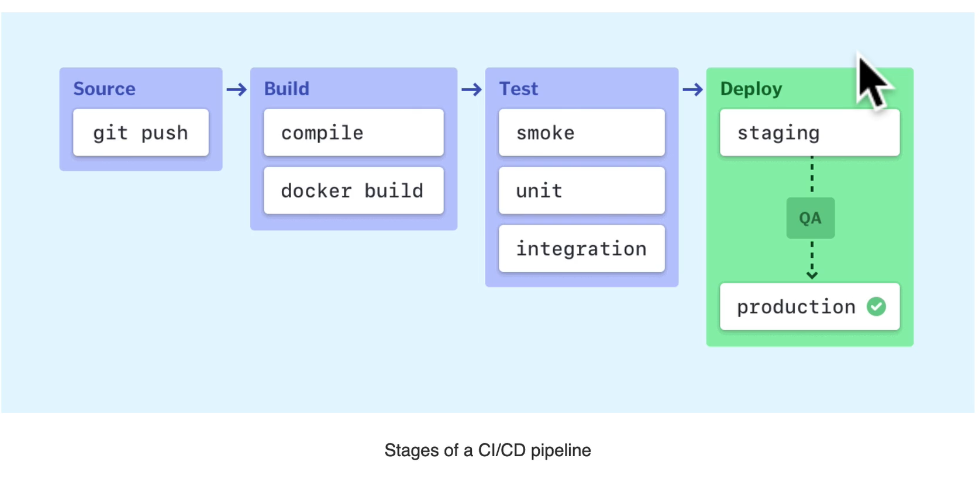 Source
git push
Build
compile
docker build
Test
smoke
unit
integration
Deploy
staging
QA
production
Stages of a CI/CD pipeline